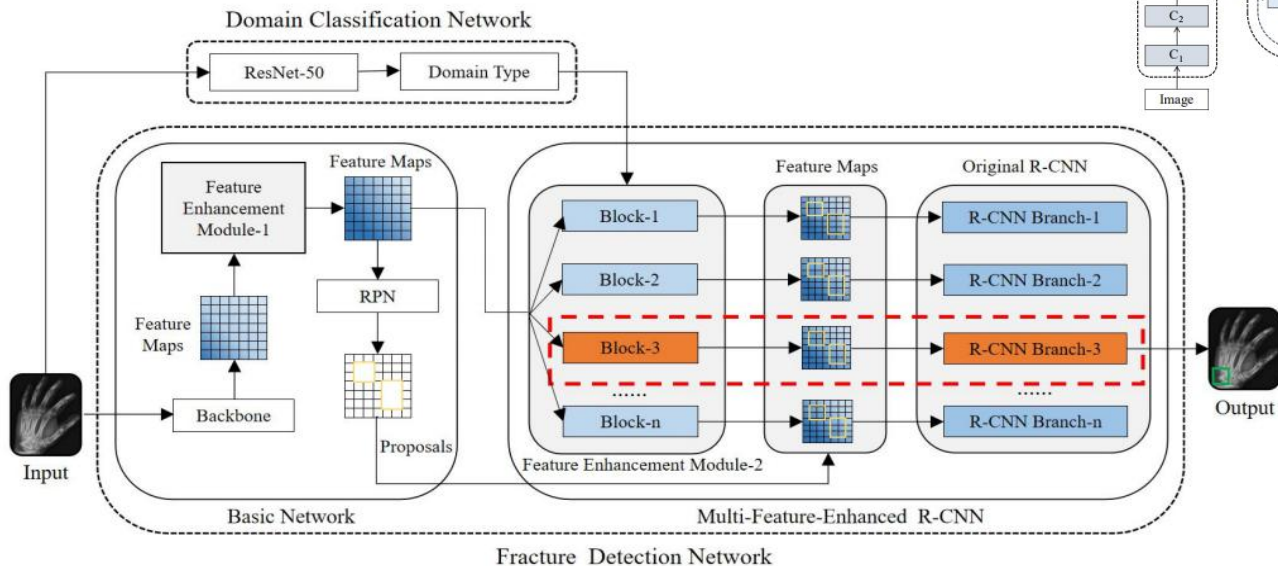 Domain Classification Network
ResNet-50
Domain Type
C2
C1
Image
Feature
Enhancement
Module-1
Feature Maps
RPN
Feature
Maps
Backbone
Proposals
Input
Basic Network
Feature Maps
Original R-CNN
Block-1
R-CNN Branch-1
Block-2
R-CNN Branch-2
Block-3
R-CNN Branch-3
......
......
Block-n
R-CNN Branch-n
Feature Enhancement Module-2
Multi-Feature-Enhanced R-CNN
Output
Fracture Detection Network